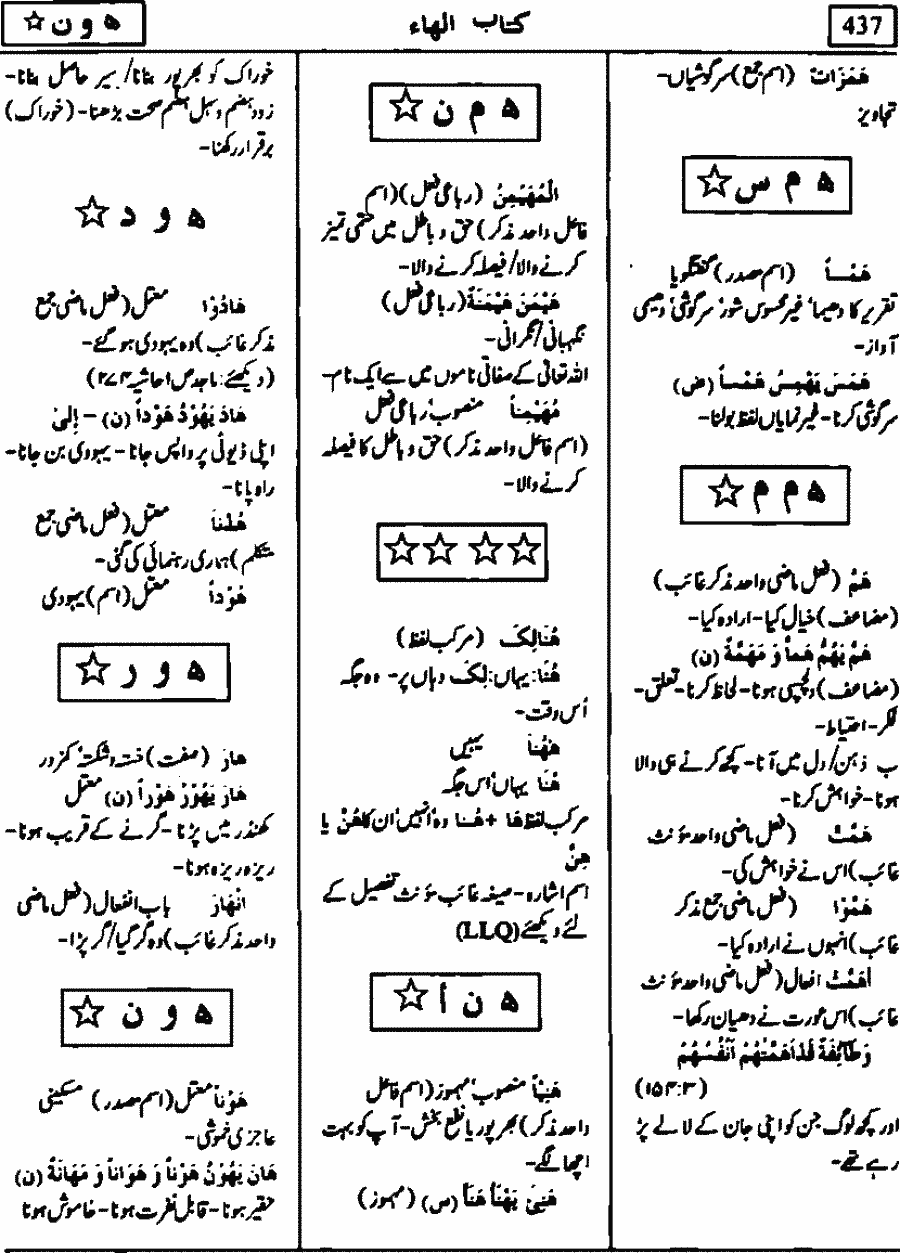 437
کتاب الھاء
ھ و ن ☆
ھَمَزَاتْ (اسم جمع) سرگوشیاں-
تجاویز
ھ م س ☆
ھَمْساً (اسم مصدر) گفتگو یا
تقریر کا دھیما' غیر محسوس شور' سرگوشی' دھیمی
آواز-
ھَمَسَ یَھْمِسُ ھَمْساً (ض)
سرگوشی کرنا- غیر نمایاں لفظ بولنا-
ھ م م ☆
ھَمَّ (فعل ماضی واحد مذکر غائب)
(مضاعف) خیال کیا- ارادہ کیا-
ھَمَّ یَھُمُّ ھَماً وَ مَھَمَّۃً (ن)
(مضاعف) دلچسپی ہونا- لحاظ کرنا- تعلق-
فکر- احتیاط-
ب ذہن/دل میں آنا- کچھ کرنے ہی والا
ہونا- خواہش کرنا-
ھَمَّتْ (فعل ماضی واحد مؤنث
غائب) اس نے خواہش کی-
ھَمُّوْا (فعل ماضی جمع مذکر
غائب) انہوں نے ارادہ کیا-
اَھَمَّتْ افعال (فعل ماضی واحد مؤنث
غائب) اس عورت نے دھیان رکھا-
وَطَآئِفَۃٌ قَدْاَھَمَّتْھُمْ اَنْفُسُھُمْ
(۱۵۴:۳)
اور کچھ لوگ جن کو اپنی جان کے لالے پڑ
رہے تھے-
ھ م ن ☆
الْمُھَیْمِنُ (رباعی فعل) (اسم
فاعل واحد مذکر) حق و باطل میں حتمی تمیز
کرنے والا/فیصلہ کرنے والا-
ھَیْمَنَ ھَیْمَنَۃً (رباعی فعل)
نگہبانی/نگرانی-
اللہ تعالی کے صفاتی ناموں میں سے ایک نام-
مُھَیْمِناً منصوب' رباعی فعل
(اسم فاعل واحد مذکر) حق و باطل کا فیصلہ
کرنے والا-
☆☆ ☆☆
ھُنَالِکَ (مرکب لفظ)
ھُنَا: یہاں: لِکَ وہاں پر- وہ جگہ
اُس وقت-
ھٰھُنَا یہیں
ھُنَا یہاں' اُس جگہ
مرکب لفظ ھَا + ھُنا وہ' انہیں' ان کا ھُنَّ یا
ھِنَّ
اسم اشارہ- صیغہ غائب مؤنث تفصیل کے
لئے دیکھئے (LLQ)
ھ ن أ ☆
ھَنِیْٓاً منصوب' مہموز (اسم فاعل
واحد مذکر) بھرپور یا نفع بخش- آپ کو بہت
اچھا لگے-
ھَنِیَٔ یَھْنَأُ ھَنَأً (س) (مہموز)
خوراک کو بھرپور بنانا/سیر حاصل بنانا-
زود ہضم و سہل ہضم صحت بڑھنا- (خوراک)
برقرار رکھنا-
ھ و د ☆
ھَادُوْا معتل (فعل ماضی جمع
مذکر غائب) وہ یہودی ہو گئے-
(دیکھئے: ماجد ص ا حاشیہ ۲۷۴)
ھَادَ یَھُوْدُ ھَوْداً (ن) – إلیٰ
اپنی ڈیوٹی پر واپس جانا- یہودی بن جانا-
راہ پانا-
ھُدْنَا معتل (فعل ماضی جمع
متکلم) ہماری رہنمائی کی گئی-
ھُوْداً معتل (اسم) یہودی
ھ و ر ☆
ھارَ (صفت) خستہ و شکستہ' کمزور
ھَارَ یَھُوْرُ ھَوْراً (ن) معتل
کھنڈر میں پڑنا- گرنے کے قریب ہونا-
ریزہ ریزہ ہونا-
انْھَارَ باب انفعال (فعل ماضی
واحد مذکر غائب) وہ گر گیا/گر پڑا-
ھ و ن ☆
ھَوْناً معتل (اسم مصدر) مسکینی
عاجزی خموشی-
ھَانَ یَھُوْنُ ھَوْناً وَ ھَوَاناً وَ مَھَانَۃً (ن)
حقیر ہونا- قابل نفرت ہونا- خاموش ہونا